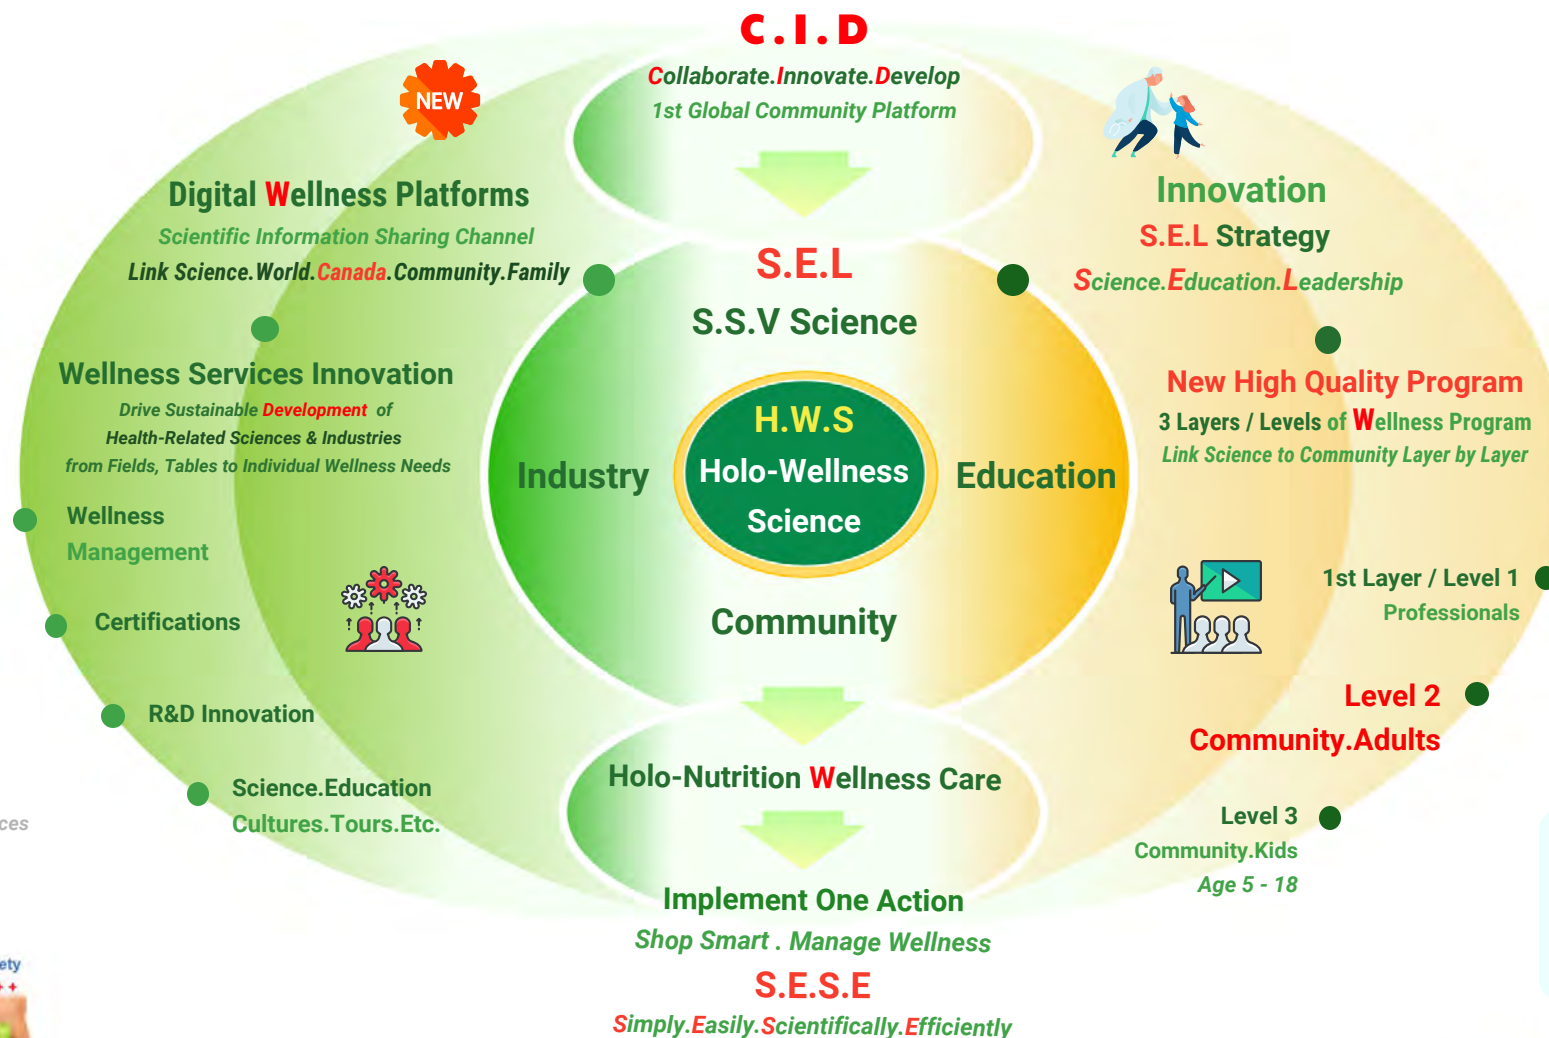 C.I.D
Collaborate.Innovate.Develop
1st Global Community Platform
NEW
Digital Wellness Platforms
Scientific Information Sharing Channel
Link Science.World.Canada.Community.Family
Wellness Services Innovation
Drive Sustainable Development of
Health-Related Sciences & Industries
from Fields, Tables to Individual Wellness Needs
Wellness
Management
Certifications
R&D Innovation
Science.Education
Cultures.Tours.Etc.
S.E.L
S.S.V Science
Industry
H.W.S
Holo-Wellness
Science
Education
Community
Holo-Nutrition Wellness Care
Implement One Action
Shop Smart . Manage Wellness
S.E.S.E
Simply.Easily.Scientifically.Efficiently
Innovation
S.E.L Strategy
Science.Education.Leadership
New High Quality Program
3 Layers / Levels of Wellness Program
Link Science to Community Layer by Layer
1st Layer / Level 1
Professionals
Level 2
Community.Adults
Level 3
Community.Kids
Age 5 - 18